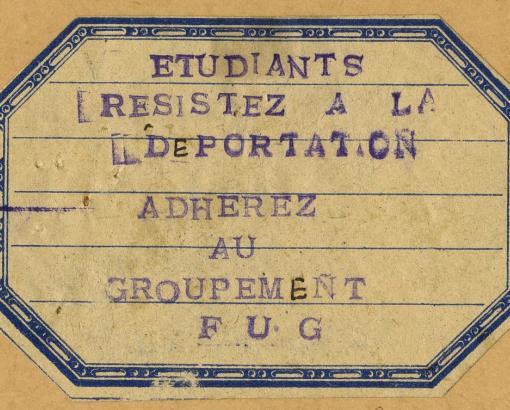 ETUDIANTS
RESISTEZ A LA
DEPORTATION
ADHEREZ
AU
GROUPEMENT
F U G